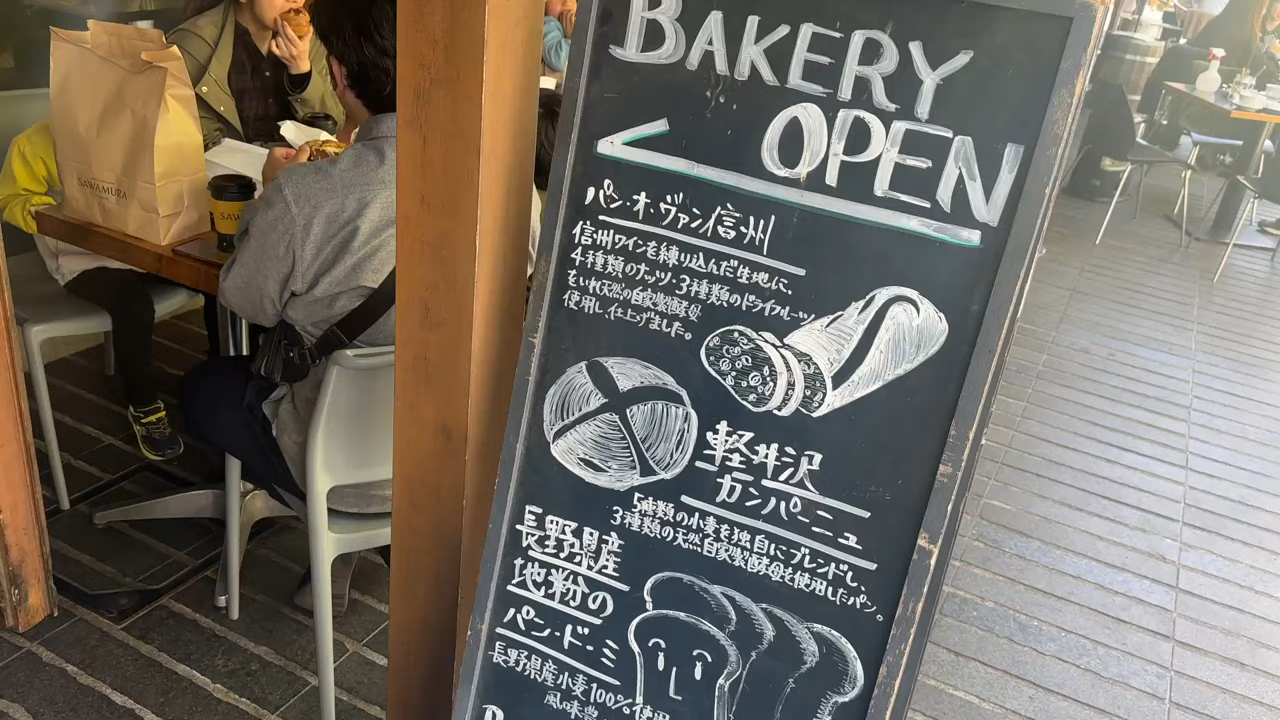 BAKERY
OPEN
パン・オ・ヴァン信州
信州ワインを練り込んだ生地に、
4種類のナッツ・3種類のドライフルーツ
をいれ天然の自家製酵母
使用し、仕上げました。
軽井沢
カンパーニュ
5種類の小麦を独自にブレンドし、
3種類の天然自家製酵母を使用したパン。
長野県産
地粉の
パン・ド・ミ
長野県産小麦100%使用
風味豊
SAWAMURA
SAW